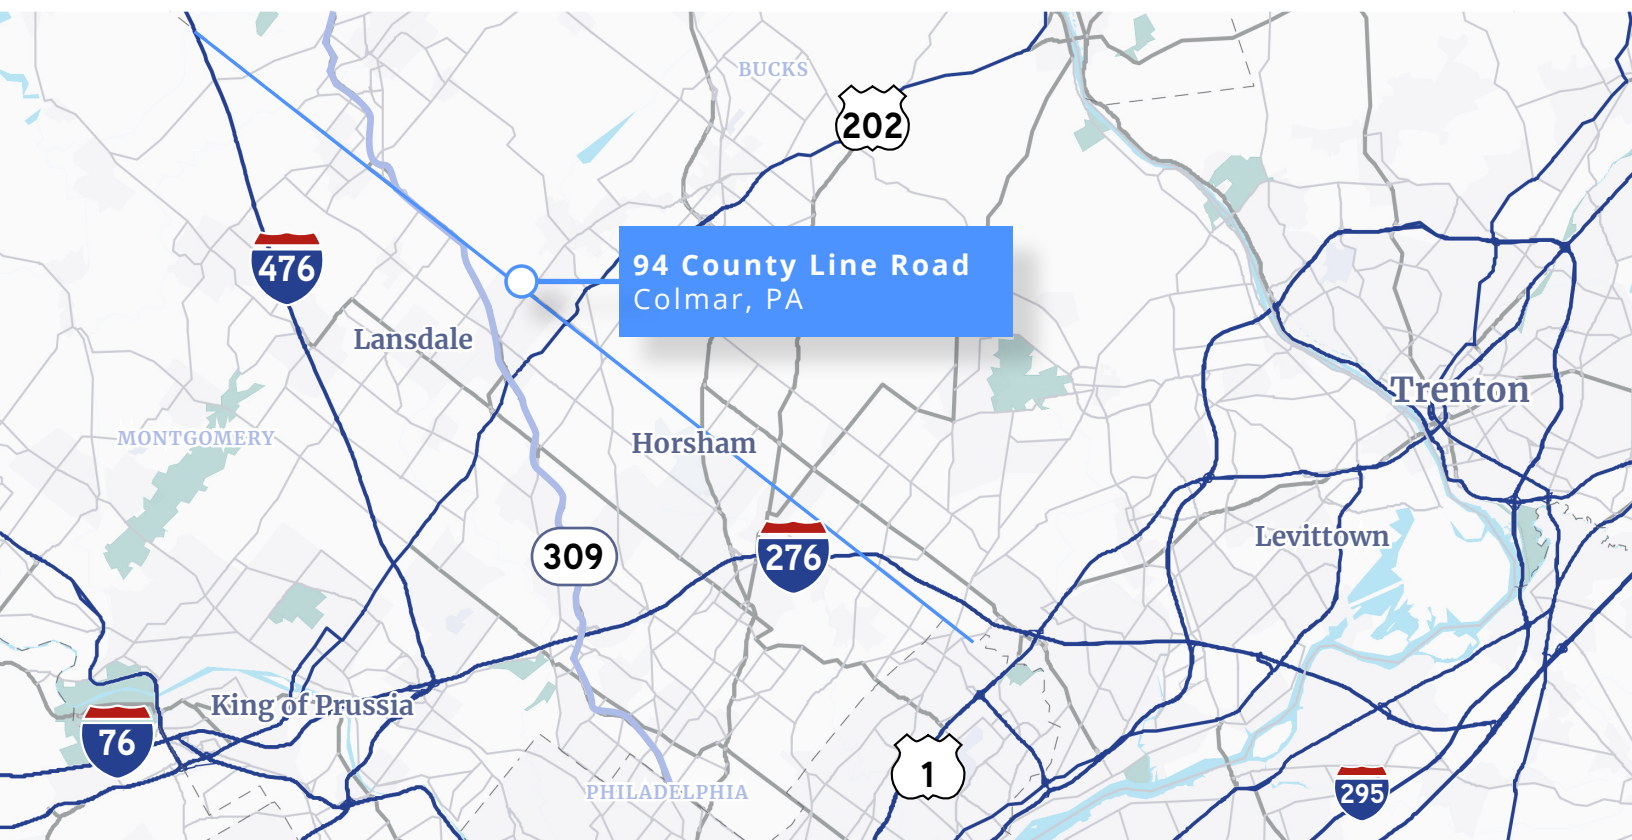 BUCKS
202
476
94 County Line Road
Colmar, PA
Lansdale
Trenton
MONTGOMERY
Horsham
Levittown
309
276
King of Prussia
76
1
PHILADELPHIA
295